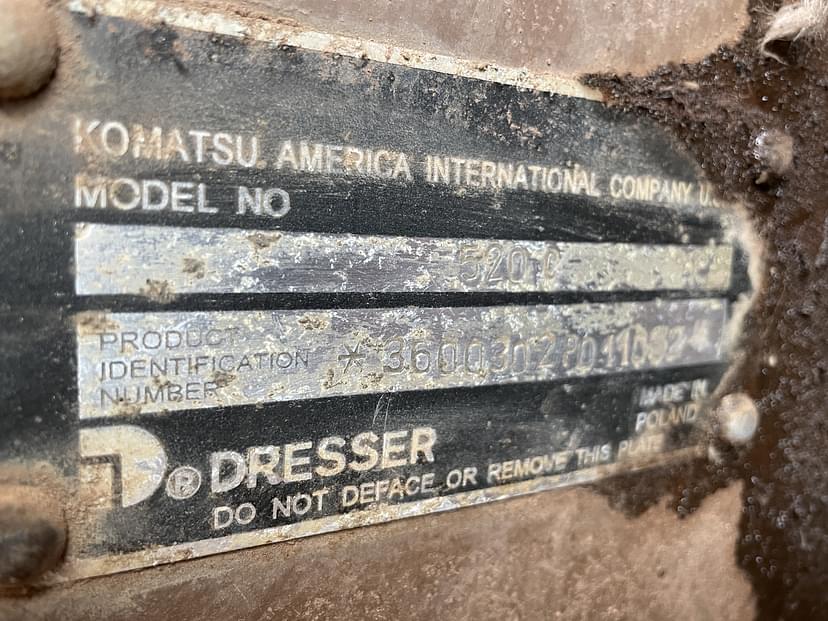 KOMATSU AMERICA INTERNATIONAL COMPANY
MODEL NO
520
PRODUCT
IDENTIFICATION
NUMBER
DRESSER
MADE IN
POLAND
DO NOT DEFACE OR REMOVE THIS PLATE